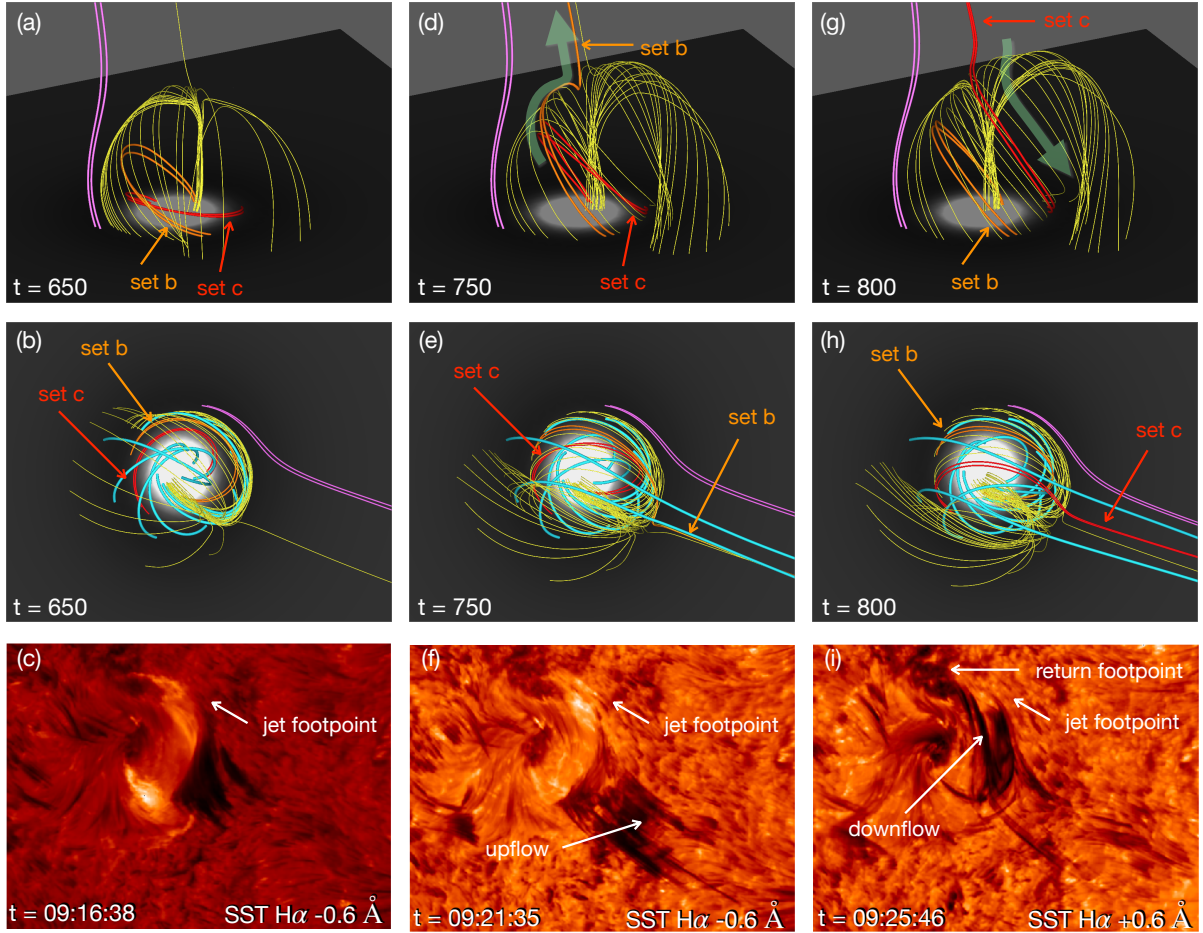 (a)
set b
set c
t = 650
(d)
set b
set c
t = 750
(g)
set c
set b
t = 800
(b)
set b
set c
t = 650
(e)
set c
set b
t = 750
(h)
set b
set c
t = 800
(c)
jet footpoint
t = 09:16:38
SST Hα -0.6 Å
(f)
jet footpoint
upflow
t = 09:21:35
SST Hα -0.6 Å
(i)
return footpoint
jet footpoint
downflow
t = 09:25:46
SST Hα +0.6 Å